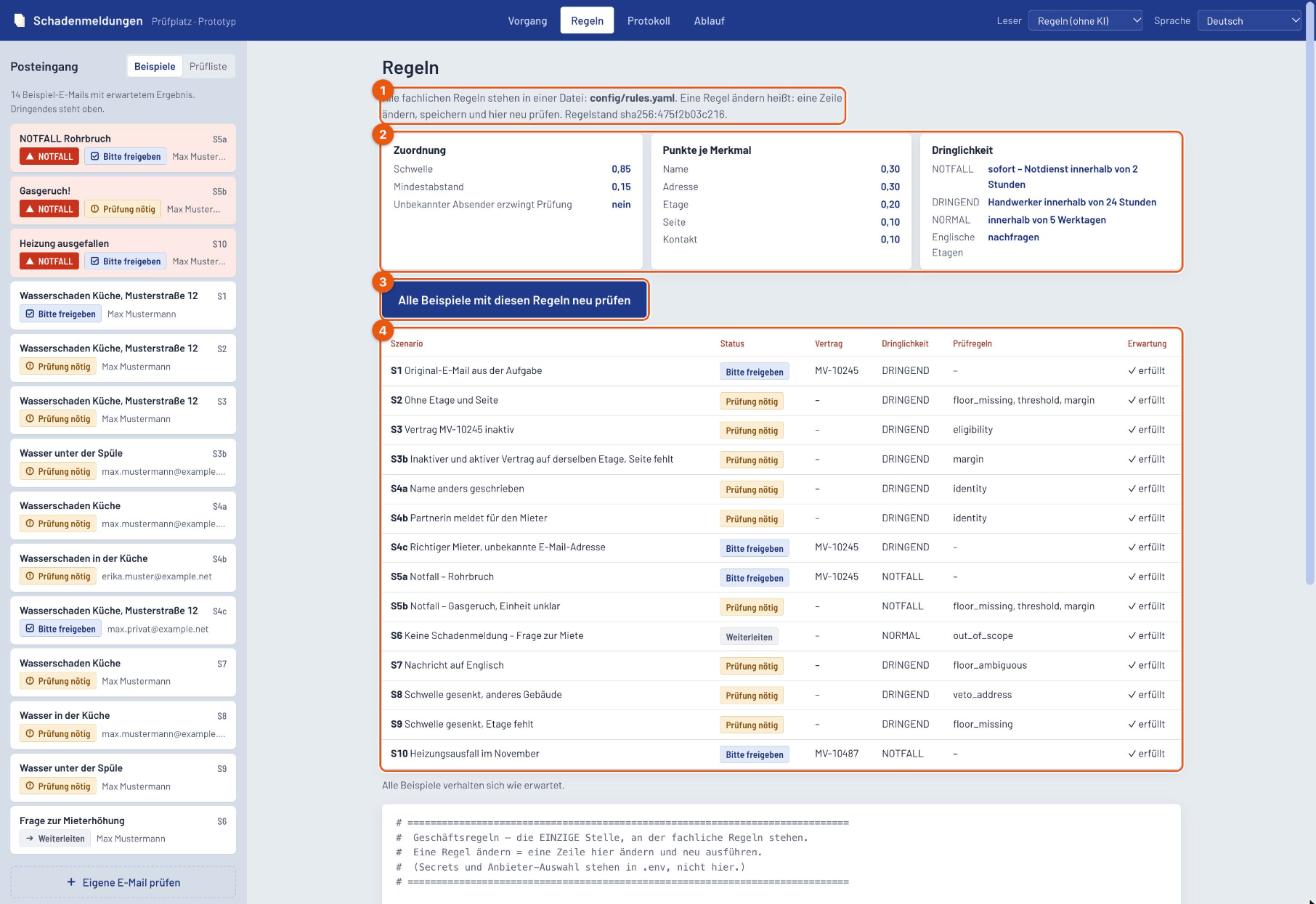 Schadenmeldungen Prüfplatz · Prototyp
Vorgang Regeln Protokoll Ablauf
Leser Regeln (ohne KI) Sprache Deutsch
Posteingang Beispiele Prüfliste
14 Beispiel-E-Mails mit erwartetem Ergebnis.
Dringendes steht oben.
NOTFALL Rohrbruch S5a
NOTFALL Bitte freigeben Max Muster…
Gasgeruch! S5b
NOTFALL Prüfung nötig Max Muster…
Heizung ausgefallen S10
NOTFALL Bitte freigeben Max Muster…
Wasserschaden Küche, Musterstraße 12 S1
Bitte freigeben Max Mustermann
Wasserschaden Küche, Musterstraße 12 S2
Prüfung nötig Max Mustermann
Wasserschaden Küche, Musterstraße 12 S3
Prüfung nötig Max Mustermann
Wasser unter der Spüle S3b
Prüfung nötig max.mustermann@example.…
Wasserschaden Küche S4a
Prüfung nötig max.mustermann@example.…
Wasserschaden in der Küche S4b
Prüfung nötig erika.muster@example.net
Wasserschaden Küche, Musterstraße 12 S4c
Bitte freigeben max.privat@example.net
Wasserschaden Küche S7
Prüfung nötig Max Mustermann
Wasser in der Küche S8
Prüfung nötig max.mustermann@example.…
Wasser unter der Spüle S9
Prüfung nötig Max Mustermann
Frage zur Mieterhöhung S6
→ Weiterleiten Max Mustermann
+ Eigene E-Mail prüfen
Regeln
1
lle fachlichen Regeln stehen in einer Datei: config/rules.yaml. Eine Regel ändern heißt: eine Zeile
ändern, speichern und hier neu prüfen. Regelstand sha256:475f2b03c216.
2
Zuordnung
Schwelle 0,85
Mindestabstand 0,15
Unbekannter Absender erzwingt Prüfung nein
Punkte je Merkmal
Name 0,30
Adresse 0,30
Etage 0,20
Seite 0,10
Kontakt 0,10
Dringlichkeit
NOTFALL sofort – Notdienst innerhalb von 2
Stunden
DRINGEND Handwerker innerhalb von 24 Stunden
NORMAL innerhalb von 5 Werktagen
Englische nachfragen
Etagen
3
Alle Beispiele mit diesen Regeln neu prüfen
4
Szenario Status Vertrag Dringlichkeit Prüfregeln Erwartung
S1 Original-E-Mail aus der Aufgabe Bitte freigeben MV-10245 DRINGEND – ✓ erfüllt
S2 Ohne Etage und Seite Prüfung nötig – DRINGEND floor_missing, threshold, margin ✓ erfüllt
S3 Vertrag MV-10245 inaktiv Prüfung nötig – DRINGEND eligibility ✓ erfüllt
S3b Inaktiver und aktiver Vertrag auf derselben Etage, Seite fehlt Prüfung nötig – DRINGEND margin ✓ erfüllt
S4a Name anders geschrieben Prüfung nötig – DRINGEND identity ✓ erfüllt
S4b Partnerin meldet für den Mieter Prüfung nötig – DRINGEND identity ✓ erfüllt
S4c Richtiger Mieter, unbekannte E-Mail-Adresse Bitte freigeben MV-10245 DRINGEND – ✓ erfüllt
S5a Notfall – Rohrbruch Bitte freigeben MV-10245 NOTFALL – ✓ erfüllt
S5b Notfall – Gasgeruch, Einheit unklar Prüfung nötig – NOTFALL floor_missing, threshold, margin ✓ erfüllt
S6 Keine Schadenmeldung – Frage zur Miete Weiterleiten – NORMAL out_of_scope ✓ erfüllt
S7 Nachricht auf Englisch Prüfung nötig – DRINGEND floor_ambiguous ✓ erfüllt
S8 Schwelle gesenkt, anderes Gebäude Prüfung nötig – DRINGEND veto_address ✓ erfüllt
S9 Schwelle gesenkt, Etage fehlt Prüfung nötig – DRINGEND floor_missing ✓ erfüllt
S10 Heizungsausfall im November Bitte freigeben MV-10487 NOTFALL – ✓ erfüllt
Alle Beispiele verhalten sich wie erwartet.
# ==========================================================================
# Geschäftsregeln – die EINZIGE Stelle, an der fachliche Regeln stehen.
# Eine Regel ändern = eine Zeile hier ändern und neu ausführen.
# (Secrets und Anbieter-Auswahl stehen in .env, nicht hier.)
# ==========================================================================